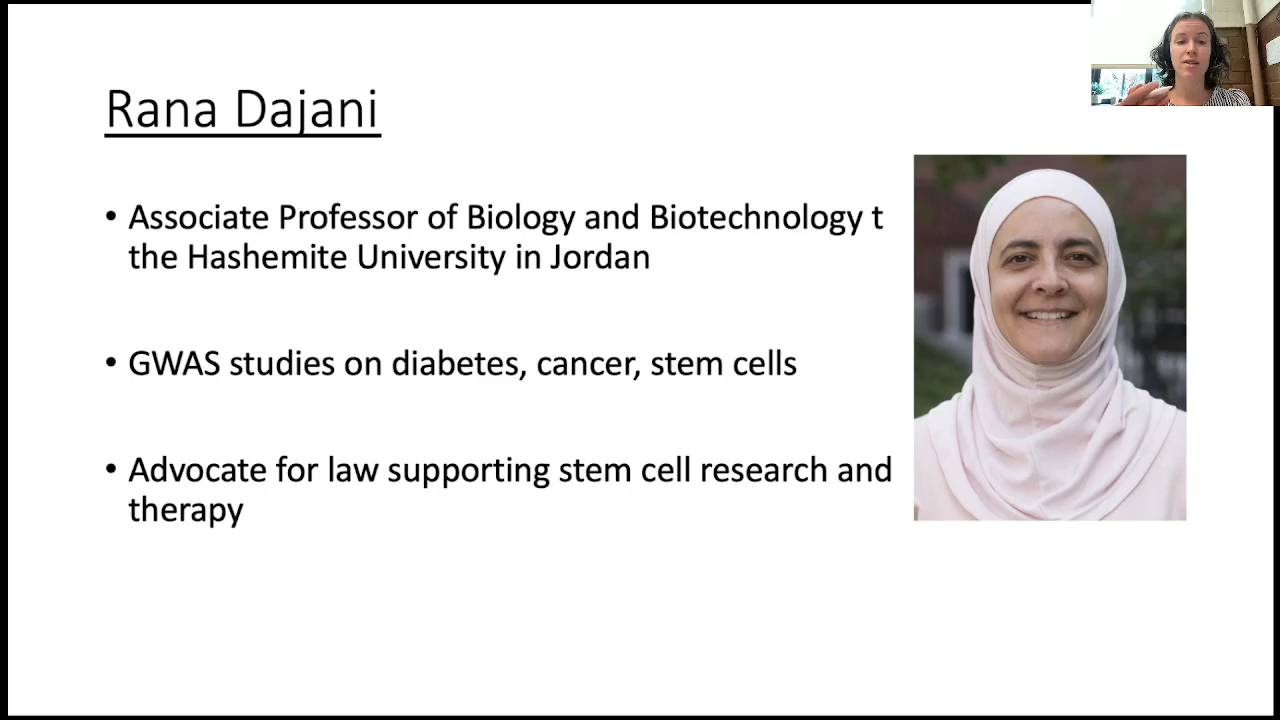 Rana Dajani
• Associate Professor of Biology and Biotechnology t
the Hashemite University in Jordan
• GWAS studies on diabetes, cancer, stem cells
• Advocate for law supporting stem cell research and
therapy